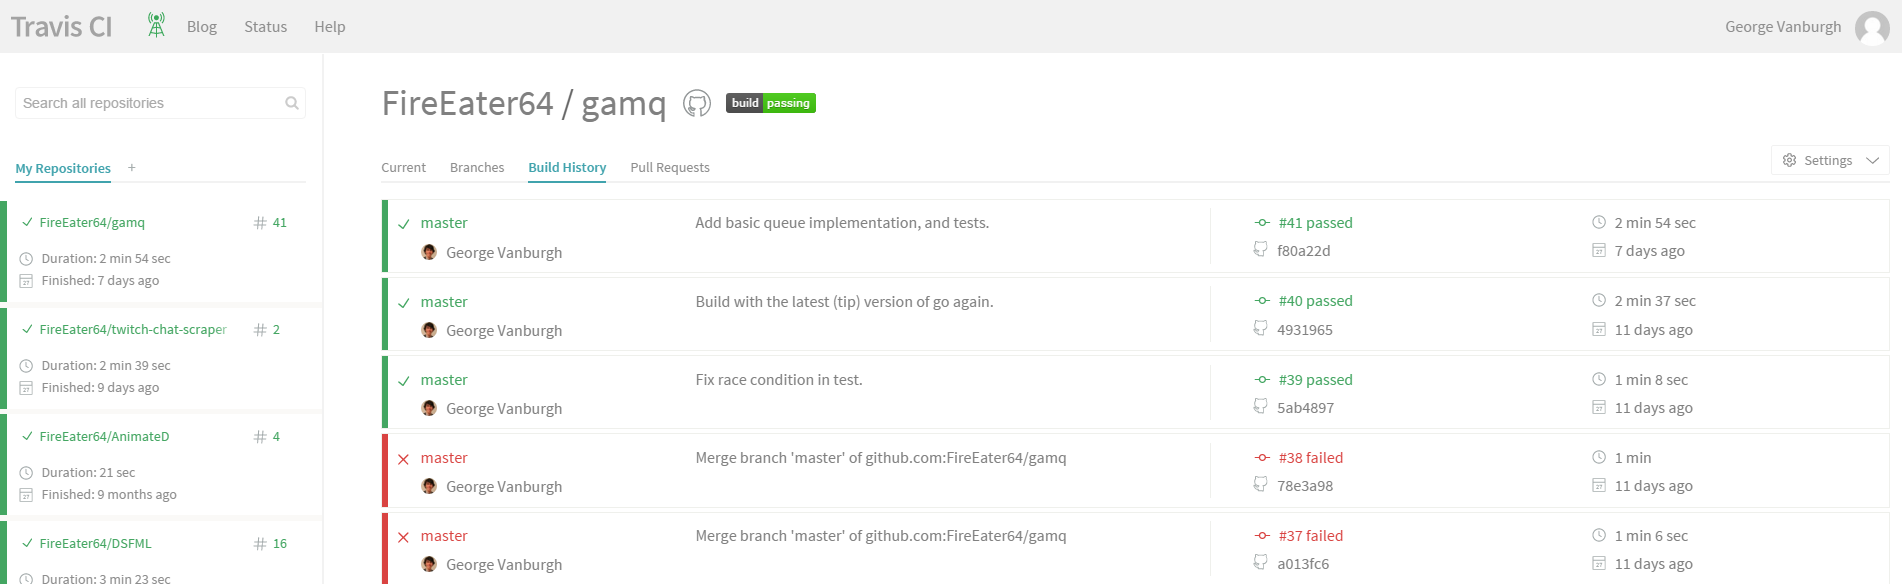 Travis CI Blog Status Help George Vanburgh
Search all repositories
FireEater64 / gamq build passing
My Repositories +
Current Branches Build History Pull Requests Settings
FireEater64/gamq # 41
Duration: 2 min 54 sec
Finished: 7 days ago
FireEater64/twitch-chat-scraper # 2
Duration: 2 min 39 sec
Finished: 9 days ago
FireEater64/AnimateD # 4
Duration: 21 sec
Finished: 9 months ago
FireEater64/DSFML # 16
Duration: 3 min 23 sec
master Add basic queue implementation, and tests. #41 passed 2 min 54 sec
George Vanburgh f80a22d 7 days ago
master Build with the latest (tip) version of go again. #40 passed 2 min 37 sec
George Vanburgh 4931965 11 days ago
master Fix race condition in test. #39 passed 1 min 8 sec
George Vanburgh 5ab4897 11 days ago
master Merge branch 'master' of github.com:FireEater64/gamq #38 failed 1 min
George Vanburgh 78e3a98 11 days ago
master Merge branch 'master' of github.com:FireEater64/gamq #37 failed 1 min 6 sec
George Vanburgh a013fc6 11 days ago